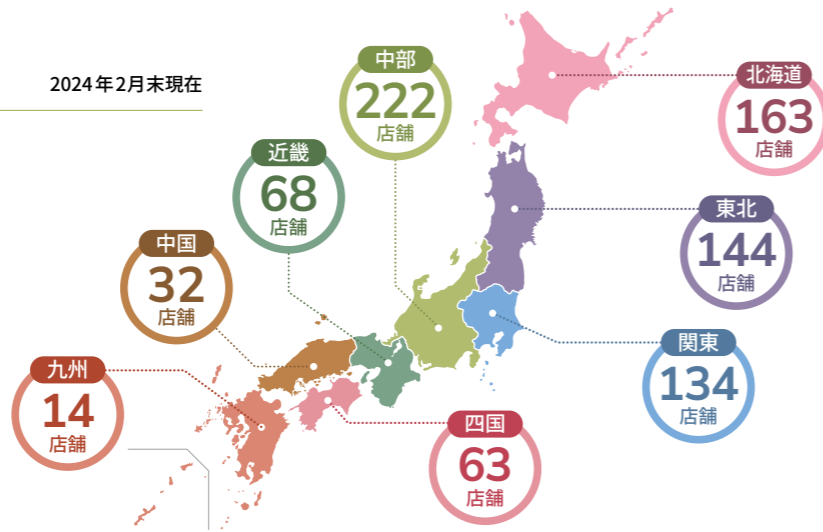 2024年2月末現在
中部
222
店舗
北海道
163
店舗
近畿
68
店舗
東北
144
店舗
中国
32
店舗
関東
134
店舗
九州
14
店舗
四国
63
店舗